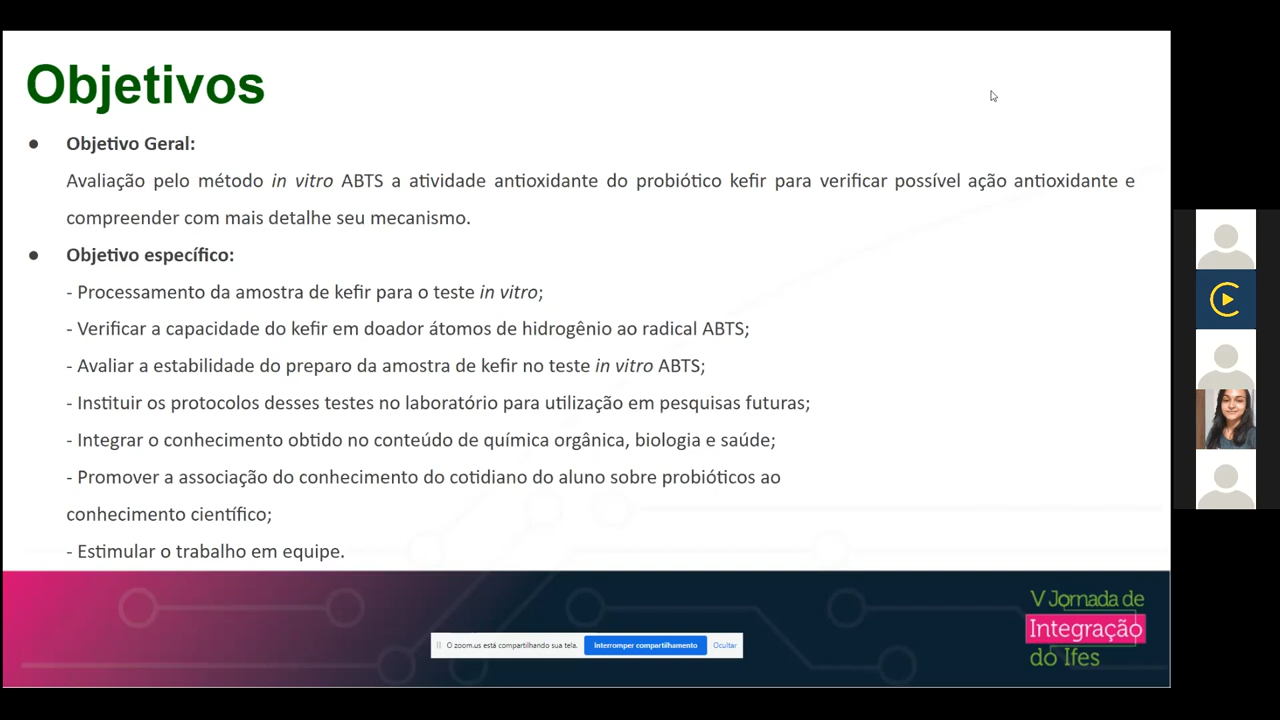 Objetivos
● Objetivo Geral:
Avaliação pelo método in vitro ABTS a atividade antioxidante do probiótico kefir para verificar possível ação antioxidante e
compreender com mais detalhe seu mecanismo.
● Objetivo específico:
- Processamento da amostra de kefir para o teste in vitro;
- Verificar a capacidade do kefir em doador átomos de hidrogênio ao radical ABTS;
- Avaliar a estabilidade do preparo da amostra de kefir no teste in vitro ABTS;
- Instituir os protocolos desses testes no laboratório para utilização em pesquisas futuras;
- Integrar o conhecimento obtido no conteúdo de química orgânica, biologia e saúde;
- Promover a associação do conhecimento do cotidiano do aluno sobre probióticos ao
conhecimento científico;
- Estimular o trabalho em equipe.
V Jornada de
Integração
do Ifes
O zoom.us está compartilhando sua tela. Interromper compartilhamento Ocultar